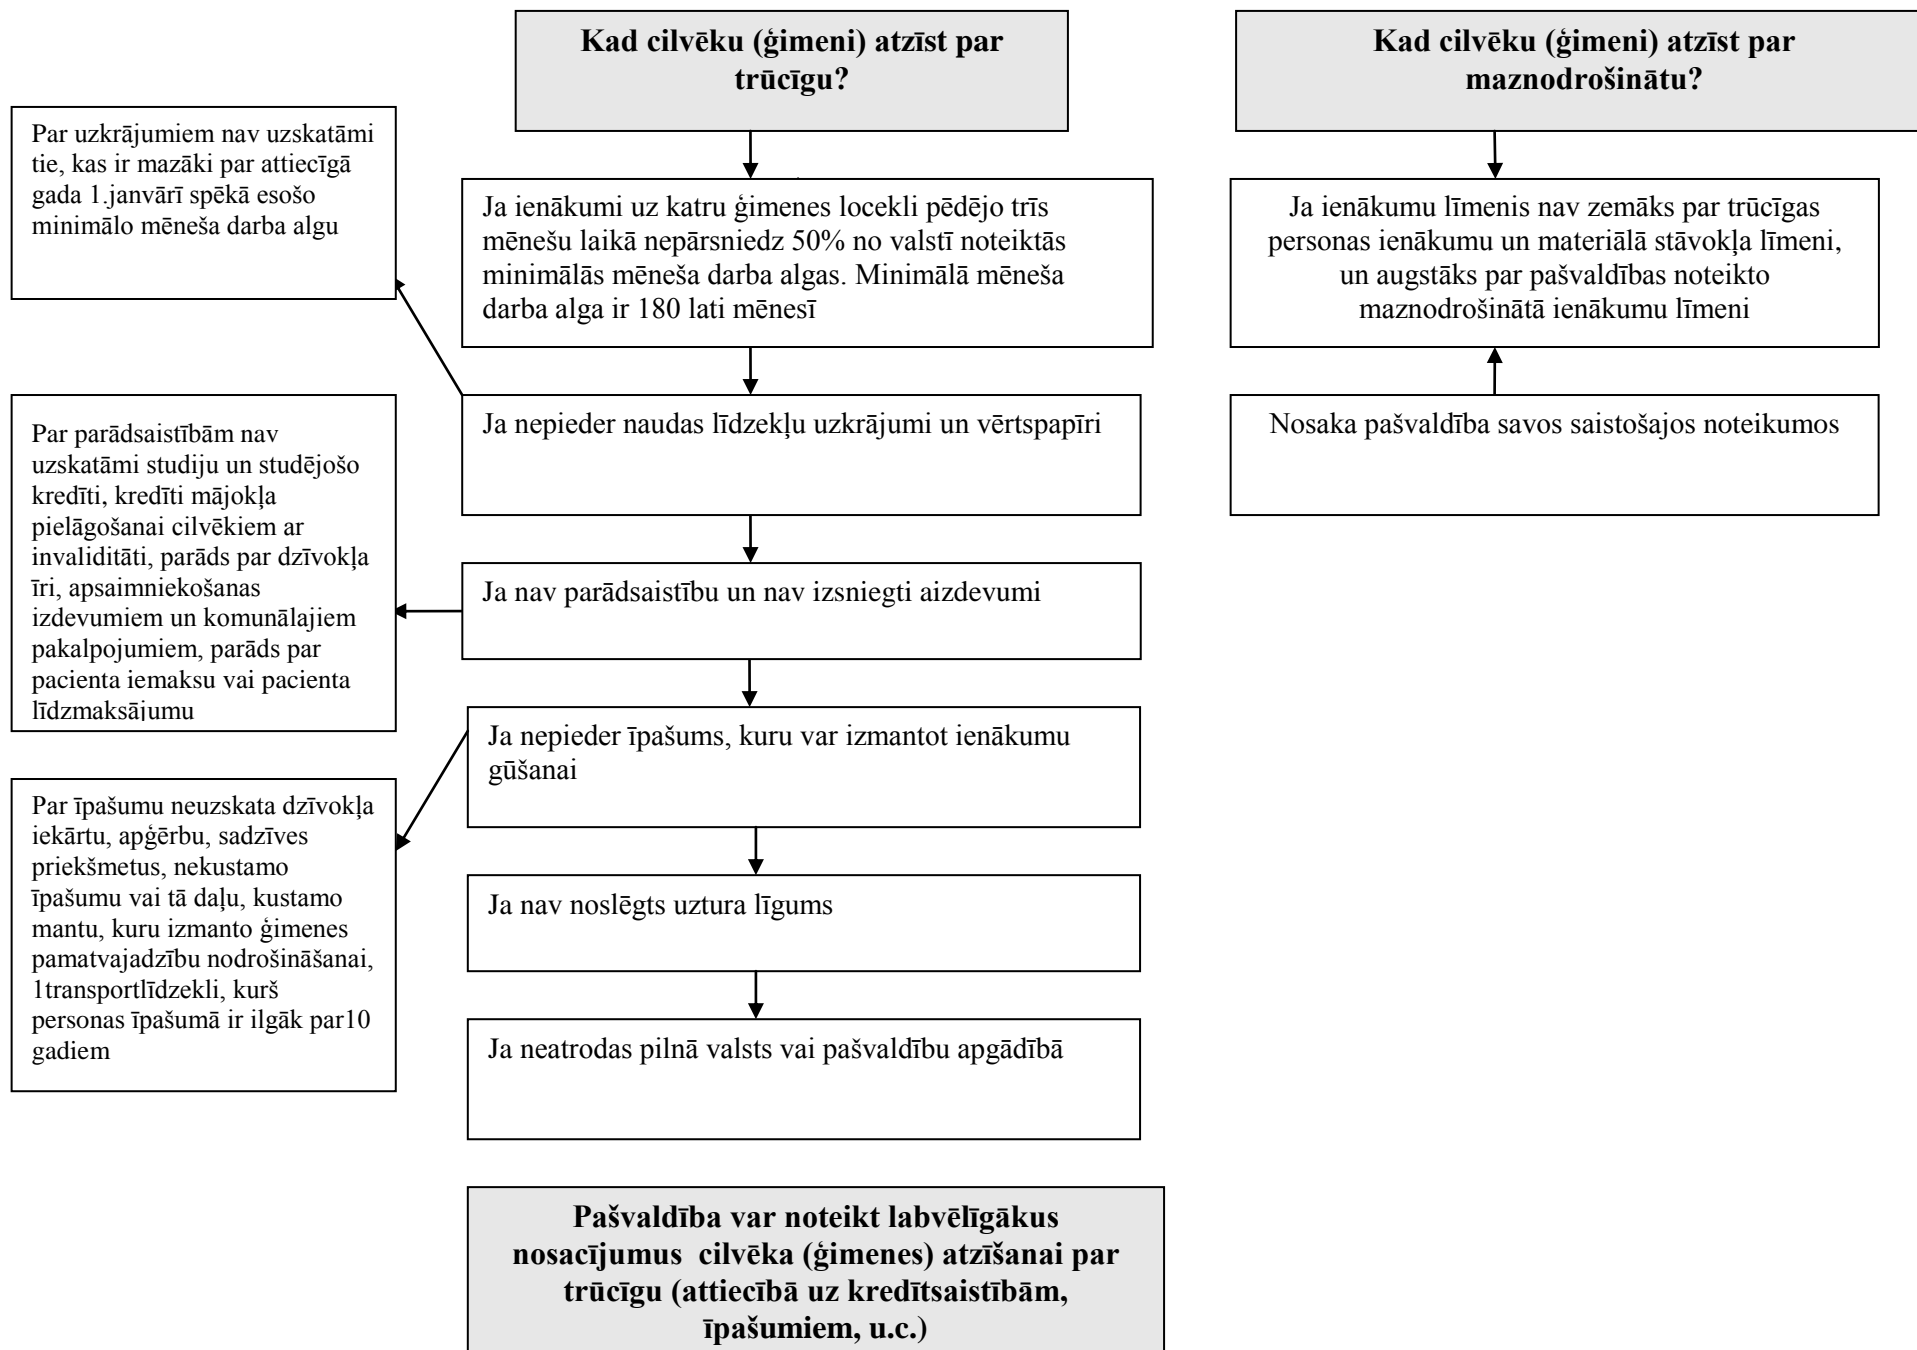 Kad cilvēku (ģimeni) atzīst par
trūcīgu?
Kad cilvēku (ģimeni) atzīst par
maznodrošinātu?
Par uzkrājumiem nav uzskatāmi
tie, kas ir mazāki par attiecīgā
gada 1.janvārī spēkā esošo
minimālo mēneša darba algu
Ja ienākumi uz katru ģimenes locekli pēdējo trīs
mēnešu laikā nepārsniedz 50% no valstī noteiktās
minimālās mēneša darba algas. Minimālā mēneša
darba alga ir 180 lati mēnesī
Ja ienākumu līmenis nav zemāks par trūcīgas
personas ienākumu un materiālā stāvokļa līmeni,
un augstāks par pašvaldības noteikto
maznodrošinātā ienākumu līmeni
Ja nepieder naudas līdzekļu uzkrājumi un vērtspapīri
Nosaka pašvaldība savos saistošajos noteikumos
Par parādsaistībām nav
uzskatāmi studiju un studējošo
kredīti, kredīti mājokļa
pielāgošanai cilvēkiem ar
invaliditāti, parāds par dzīvokļa
īri, apsaimniekošanas
izdevumiem un komunālajiem
pakalpojumiem, parāds par
pacienta iemaksu vai pacienta
līdzmaksājumu
Ja nav parādsaistību un nav izsniegti aizdevumi
Ja nepieder īpašums, kuru var izmantot ienākumu
gūšanai
Par īpašumu neuzskata dzīvokļa
iekārtu, apģērbu, sadzīves
priekšmetus, nekustamo
īpašumu vai tā daļu, kustamo
mantu, kuru izmanto ģimenes
pamatvajadzību nodrošināšanai,
1transportlīdzekli, kurš
personas īpašumā ir ilgāk par10
gadiem
Ja nav noslēgts uztura līgums
Ja neatrodas pilnā valsts vai pašvaldību apgādībā
Pašvaldība var noteikt labvēlīgākus
nosacījumus  cilvēka (ģimenes) atzīšanai par
trūcīgu (attiecībā uz kredītsaistībām,
īpašumiem, u.c.)